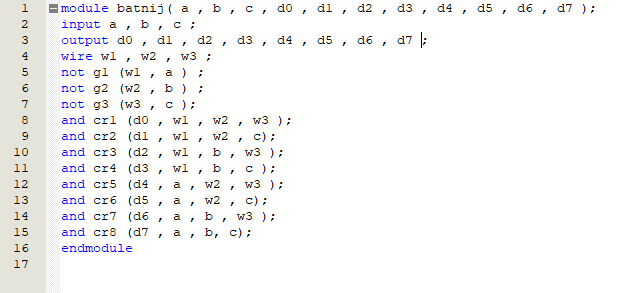 1 module batnij( a , b , c , d0 , d1 , d2 , d3 , d4 , d5 , d6 , d7 );
2 input a , b , c ;
3 output d0 , d1 , d2 , d3 , d4 , d5 , d6 , d7 ;
4 wire w1 , w2 , w3 ;
5 not g1 (w1 , a ) ;
6 not g2 (w2 , b ) ;
7 not g3 (w3 , c );
8 and cr1 (d0 , w1 , w2 , w3 );
9 and cr2 (d1 , w1 , w2 , c);
10 and cr3 (d2 , w1 , b , w3 );
11 and cr4 (d3 , w1 , b , c );
12 and cr5 (d4 , a , w2 , w3 );
13 and cr6 (d5 , a , w2 , c);
14 and cr7 (d6 , a , b , w3 );
15 and cr8 (d7 , a , b, c);
16 endmodule
17